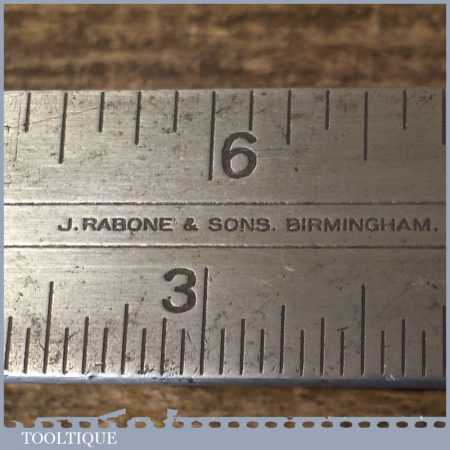 6
J. RABONE & SONS. BIRMINGHAM.
3
TOOLTIQUE